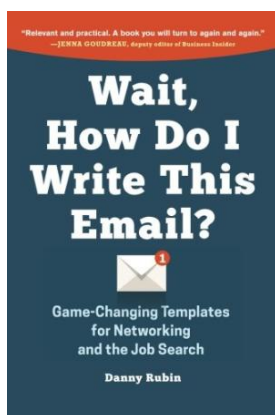 "Relevant and practical. A book you will turn to again and again."
—JENNA GOUDREAU, deputy editor of Business Insider
Wait,
How Do I
Write This
Email?
1
Game-Changing Templates
for Networking
and the Job Search
Danny Rubin